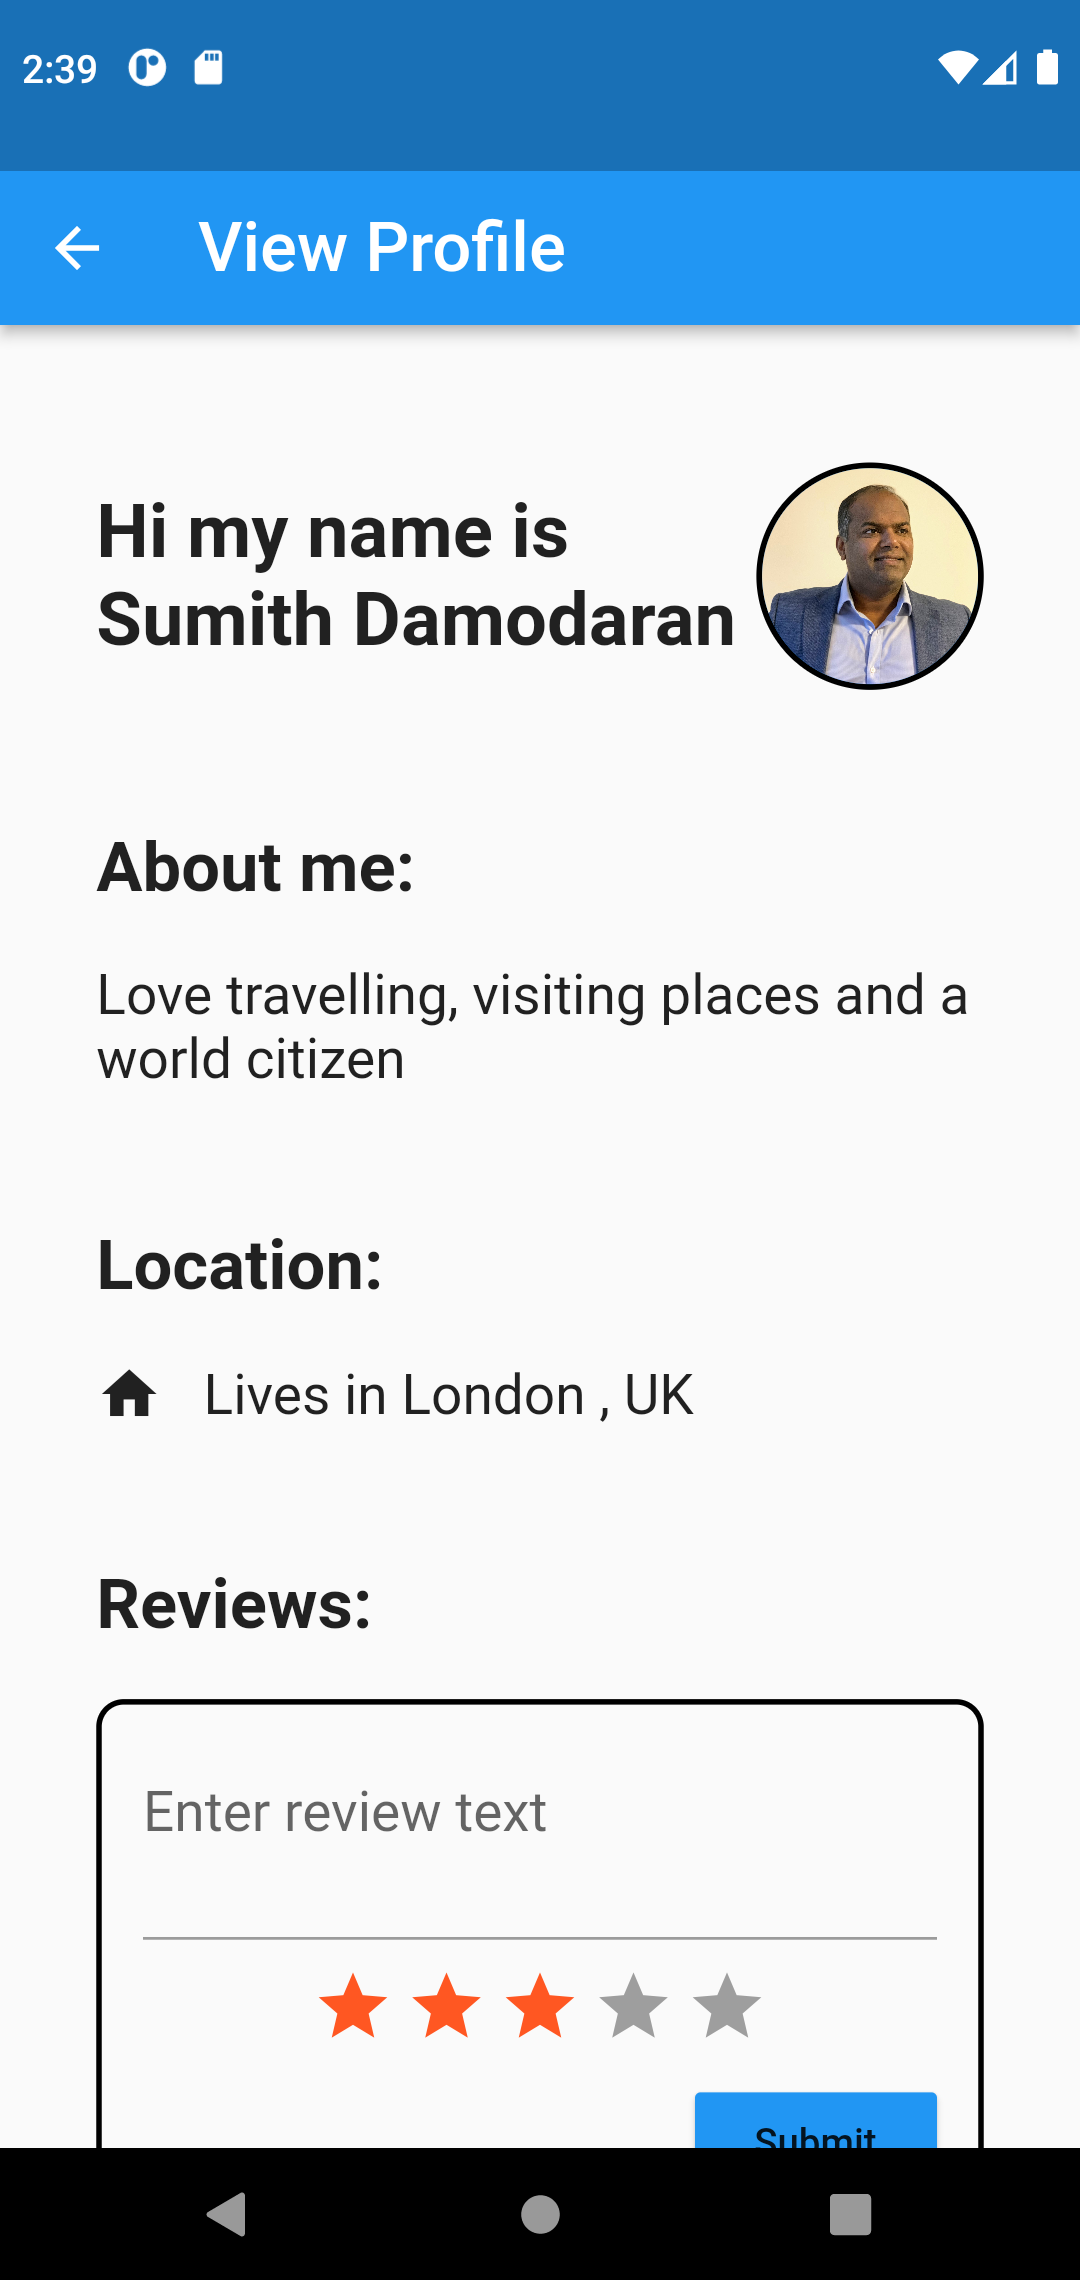 2:39
View Profile
Hi my name is
Sumith Damodaran
About me:
Love travelling, visiting places and a
world citizen
Location:
Lives in London , UK
Reviews:
Enter review text
Submit